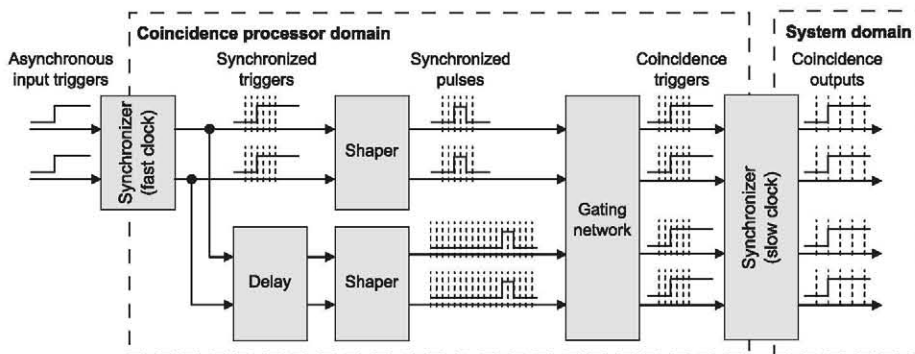 Coincidence processor domain
System domain
Asynchronous
input triggers
Synchronized
triggers
Synchronized
pulses
Coincidence
triggers
Coincidence
outputs
Synchronizer
(fast clock)
Shaper
Gating
network
Synchronizer
(slow clock)
Delay
Shaper